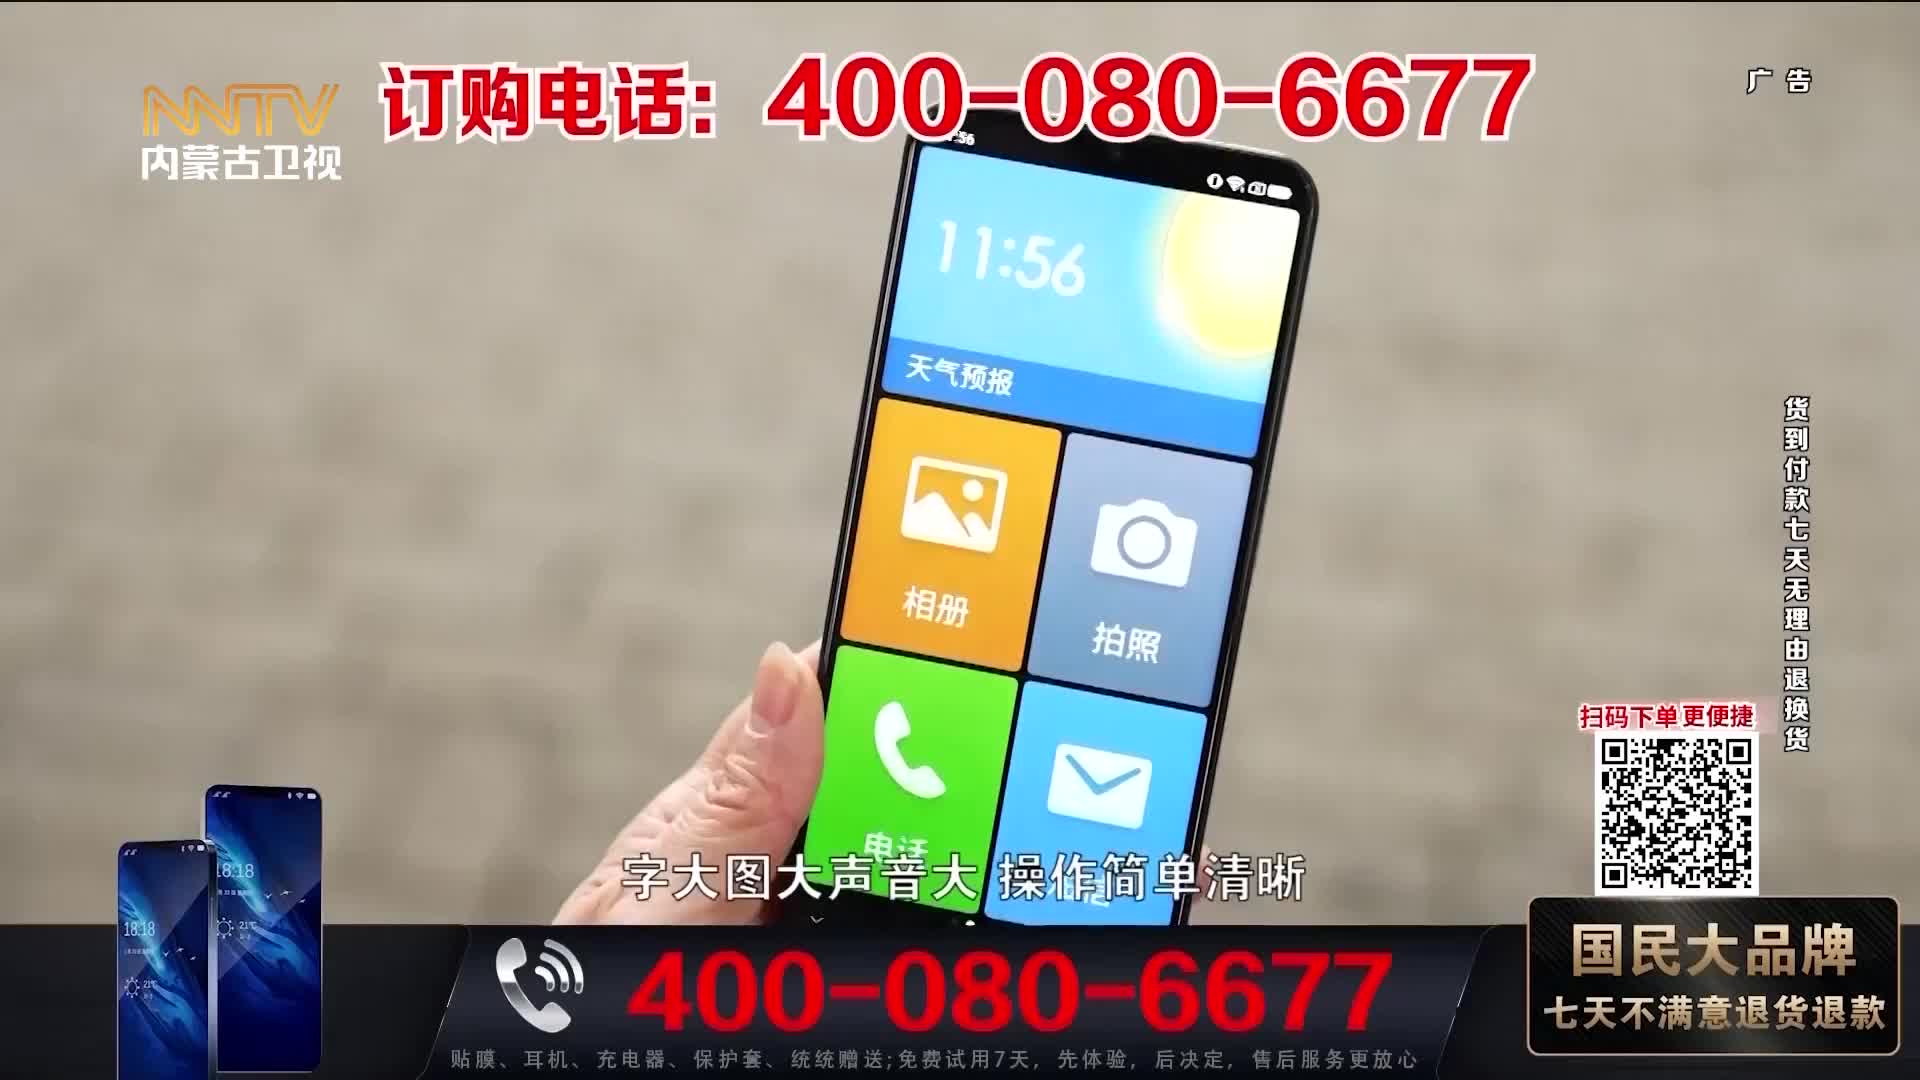 NNTV
内蒙古卫视
订购电话：400-080-6677
广告
11:56
天气预报
相册
拍照
电话
货到付款七天无理由退换货
扫码下单更便捷
字大图大声音大 操作简单清晰
18:18
21℃
18:18
21℃
400-080-6677
国民大品牌
七天不满意退货退款
贴膜、耳机、充电器、保护套、统统赠送;免费试用7天，先体验，后决定，售后服务更放心